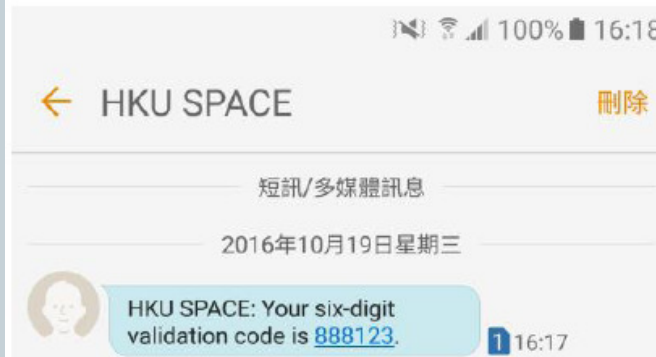 100% 16:18
HKU SPACE 刪除
短訊/多媒體訊息
2016年10月19日星期三
HKU SPACE: Your six-digit
validation code is 888123.
1 16:17